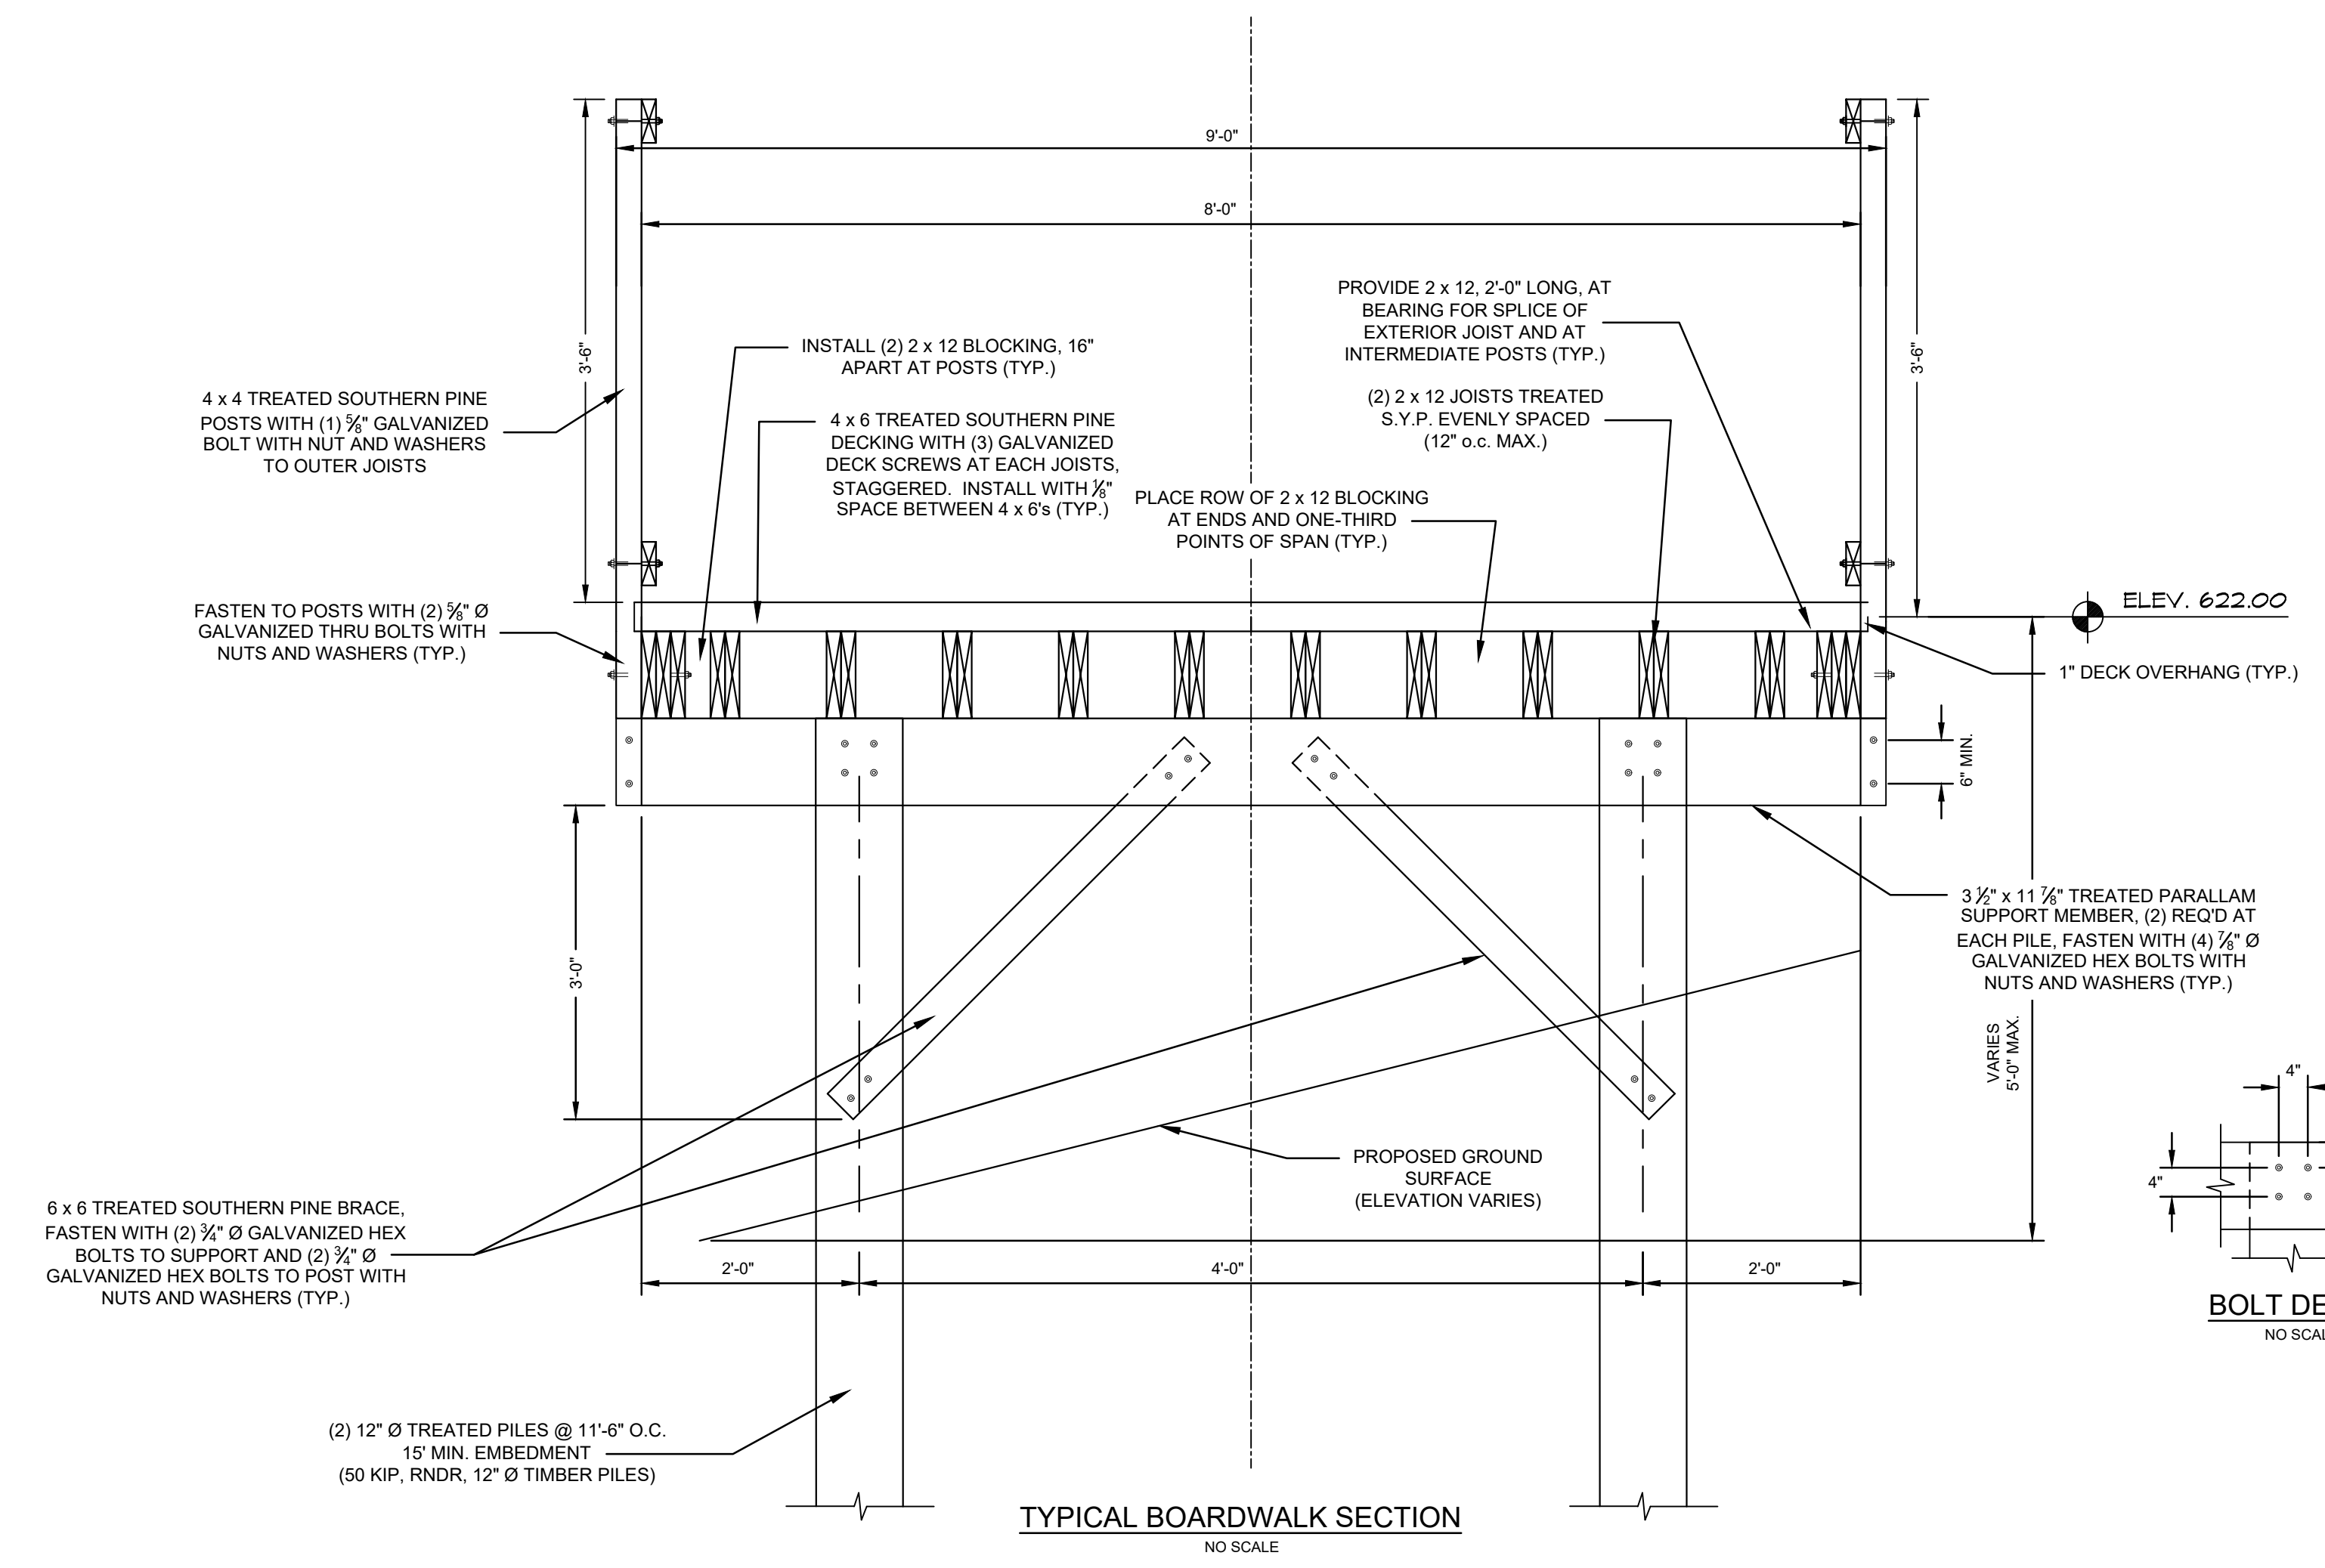 9'-0"
8'-0"
3'-6"
3'-6"
PROVIDE 2 x 12, 2'-0" LONG, AT
BEARING FOR SPLICE OF
EXTERIOR JOIST AND AT
INTERMEDIATE POSTS (TYP.)
INSTALL (2) 2 x 12 BLOCKING, 16"
APART AT POSTS (TYP.)
4 x 4 TREATED SOUTHERN PINE
POSTS WITH (1) ⅝" GALVANIZED
BOLT WITH NUT AND WASHERS
TO OUTER JOISTS
4 x 6 TREATED SOUTHERN PINE
DECKING WITH (3) GALVANIZED
DECK SCREWS AT EACH JOISTS,
STAGGERED. INSTALL WITH ⅛"
SPACE BETWEEN 4 x 6's (TYP.)
(2) 2 x 12 JOISTS TREATED
S.Y.P. EVENLY SPACED
(12" o.c. MAX.)
PLACE ROW OF 2 x 12 BLOCKING
AT ENDS AND ONE-THIRD
POINTS OF SPAN (TYP.)
FASTEN TO POSTS WITH (2) ⅝" Ø
GALVANIZED THRU BOLTS WITH
NUTS AND WASHERS (TYP.)
ELEV. 622.00
1" DECK OVERHANG (TYP.)
6" MIN.
3 ½" x 11 ⅞" TREATED PARALLAM
SUPPORT MEMBER, (2) REQ'D AT
EACH PILE, FASTEN WITH (4) ⅞" Ø
GALVANIZED HEX BOLTS WITH
NUTS AND WASHERS (TYP.)
3'-0"
VARIES
5'-0" MAX.
4"
4"
PROPOSED GROUND
SURFACE
(ELEVATION VARIES)
6 x 6 TREATED SOUTHERN PINE BRACE,
FASTEN WITH (2) ¾" Ø GALVANIZED HEX
BOLTS TO SUPPORT AND (2) ¾" Ø
GALVANIZED HEX BOLTS TO POST WITH
NUTS AND WASHERS (TYP.)
2'-0"
4'-0"
2'-0"
BOLT DE
NO SCAL
(2) 12" Ø TREATED PILES @ 11'-6" O.C.
15' MIN. EMBEDMENT
(50 KIP, RNDR, 12" Ø TIMBER PILES)
TYPICAL BOARDWALK SECTION
NO SCALE